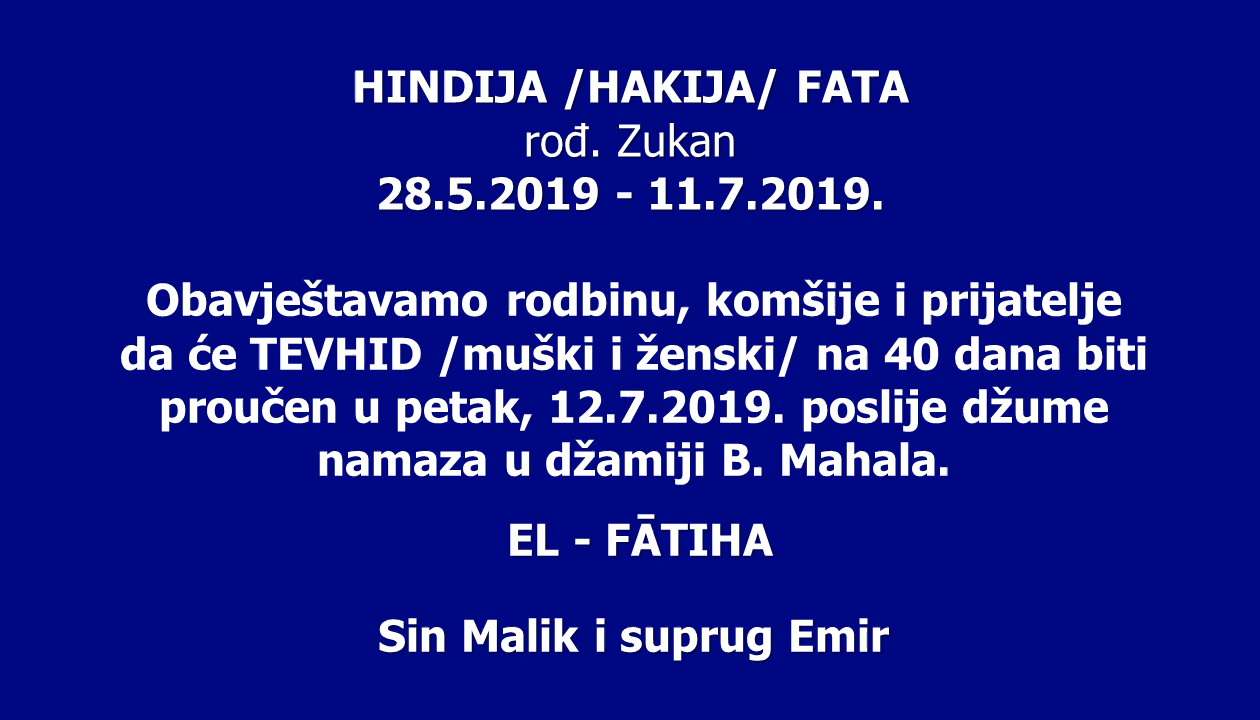 HINDIJA /HAKIJA/ FATA
rođ. Zukan
28.5.2019 - 11.7.2019.
Obavještavamo rodbinu, komšije i prijatelje
da će TEVHID /muški i ženski/ na 40 dana biti
proučen u petak, 12.7.2019. poslije džume
namaza u džamiji B. Mahala.
EL - FĀTIHA
Sin Malik i suprug Emir